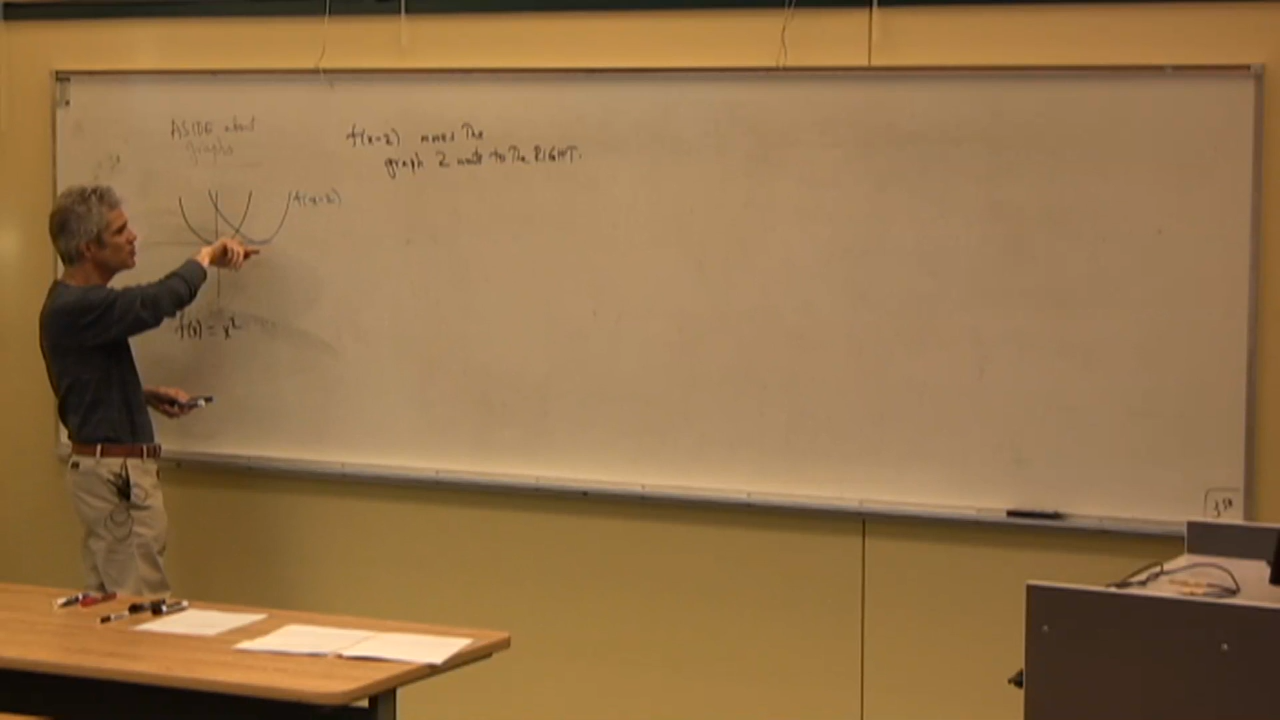 ASIDE about
graphs
f(x-2) moves The
graph 2 units to The RIGHT.
f(x-2)
f(x) = x²